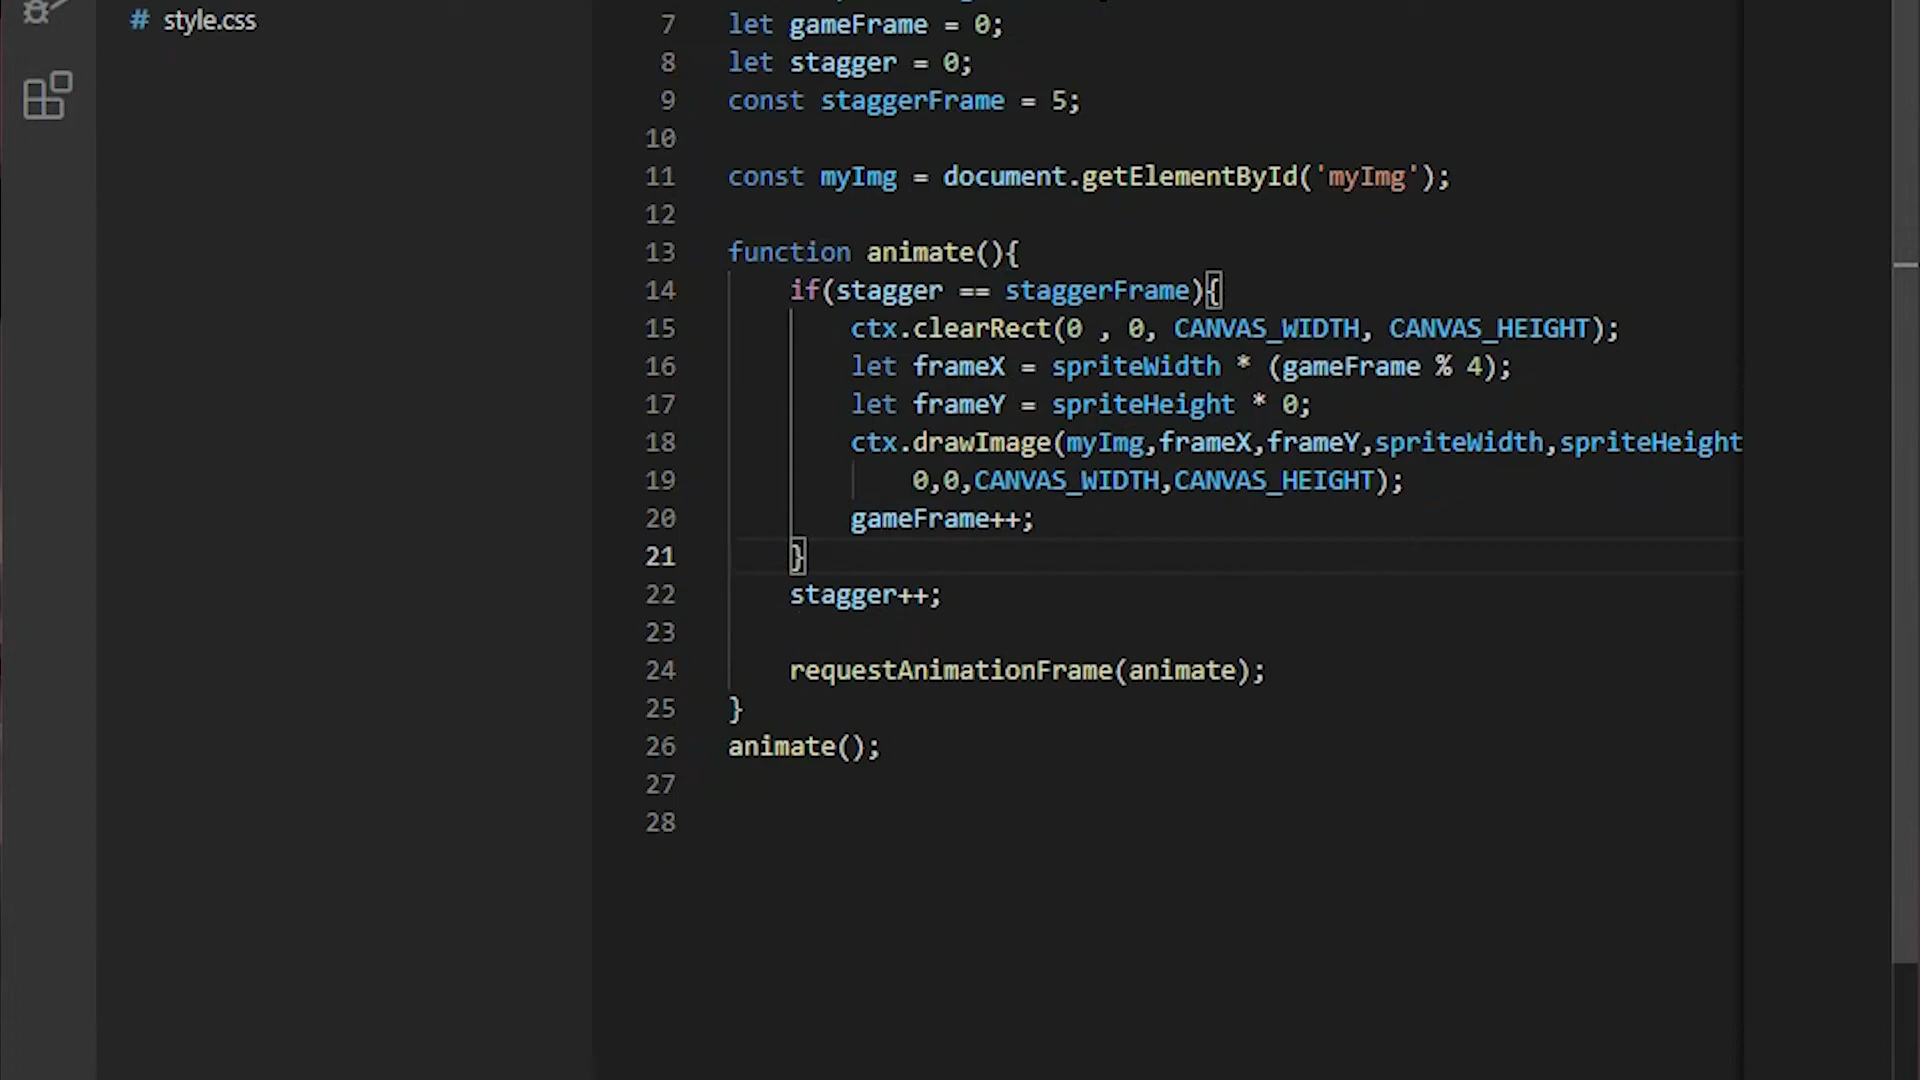 # style.css
7 let gameFrame = 0;
8 let stagger = 0;
9 const staggerFrame = 5;
10
11 const myImg = document.getElementById('myImg');
12
13 function animate(){
14 if(stagger == staggerFrame){
15 ctx.clearRect(0 , 0, CANVAS_WIDTH, CANVAS_HEIGHT);
16 let frameX = spriteWidth * (gameFrame % 4);
17 let frameY = spriteHeight * 0;
18 ctx.drawImage(myImg,frameX,frameY,spriteWidth,spriteHeight
19 0,0,CANVAS_WIDTH,CANVAS_HEIGHT);
20 gameFrame++;
21 }
22 stagger++;
23
24 requestAnimationFrame(animate);
25 }
26 animate();
27
28